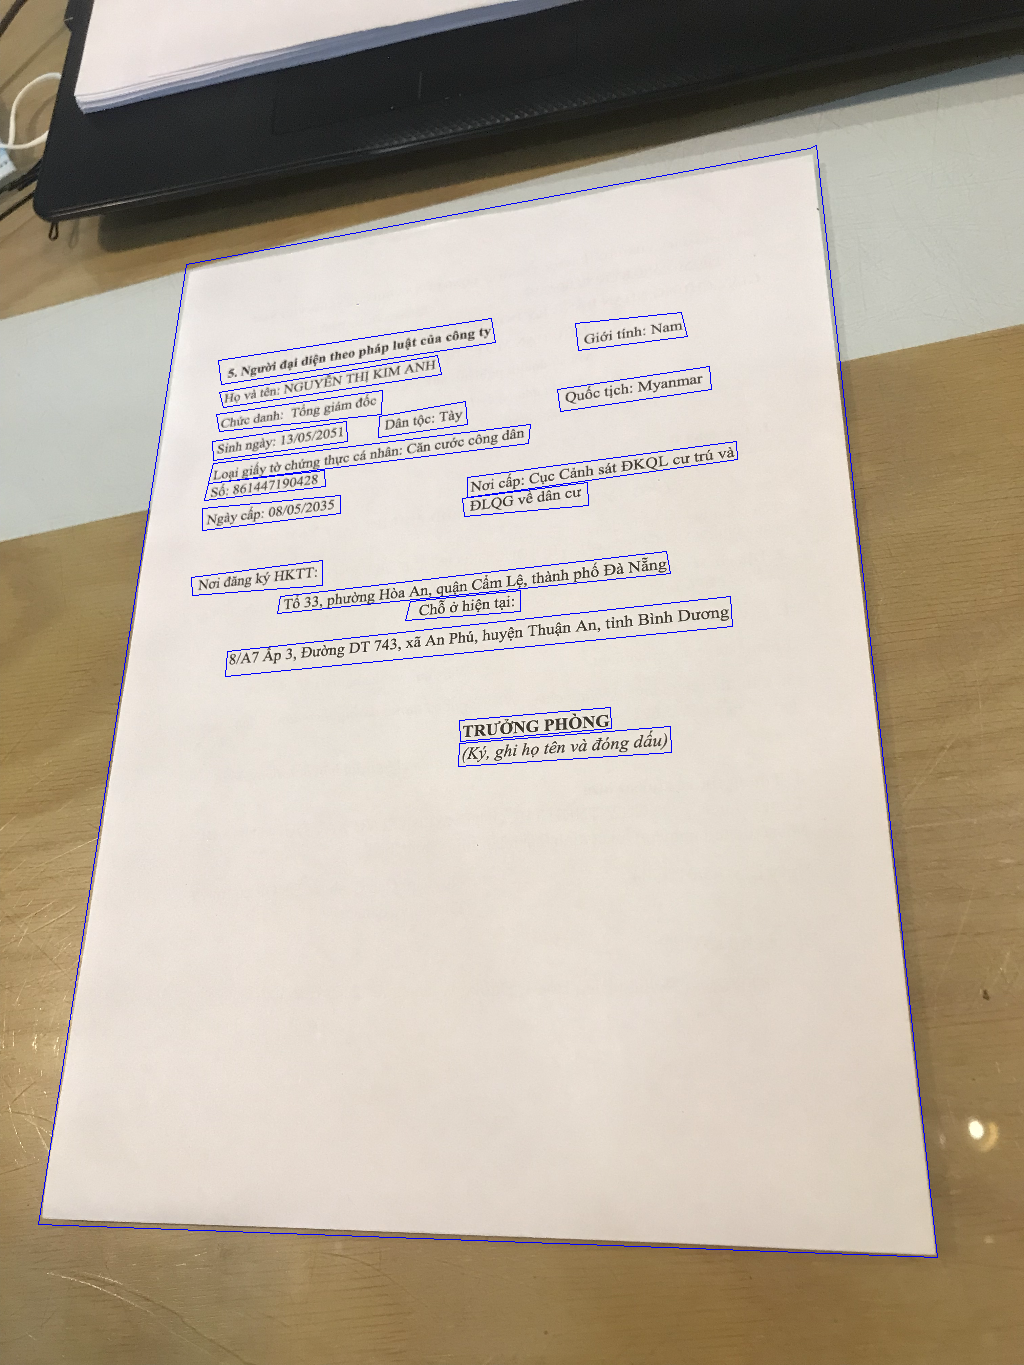 5. Người đại diện theo pháp luật của công ty
Họ và tên: NGUYỄN THỊ KIM ANH
Giới tính: Nam
Chức danh: Tổng giám đốc
Sinh ngày: 13/05/2051
Dân tộc: Tày
Quốc tịch: Myanmar
Loại giấy tờ chứng thực cá nhân: Căn cước công dân
Số: 861447190428
Ngày cấp: 08/05/2035
Nơi cấp: Cục Cảnh sát ĐKQL cư trú và
ĐLQG về dân cư
Nơi đăng ký HKTT:
Tổ 33, phường Hòa An, quận Cẩm Lệ, thành phố Đà Nẵng
Chỗ ở hiện tại:
8/A7 Ấp 3, Đường DT 743, xã An Phú, huyện Thuận An, tỉnh Bình Dương
TRƯỞNG PHÒNG
(Ký, ghi họ tên và đóng dấu)